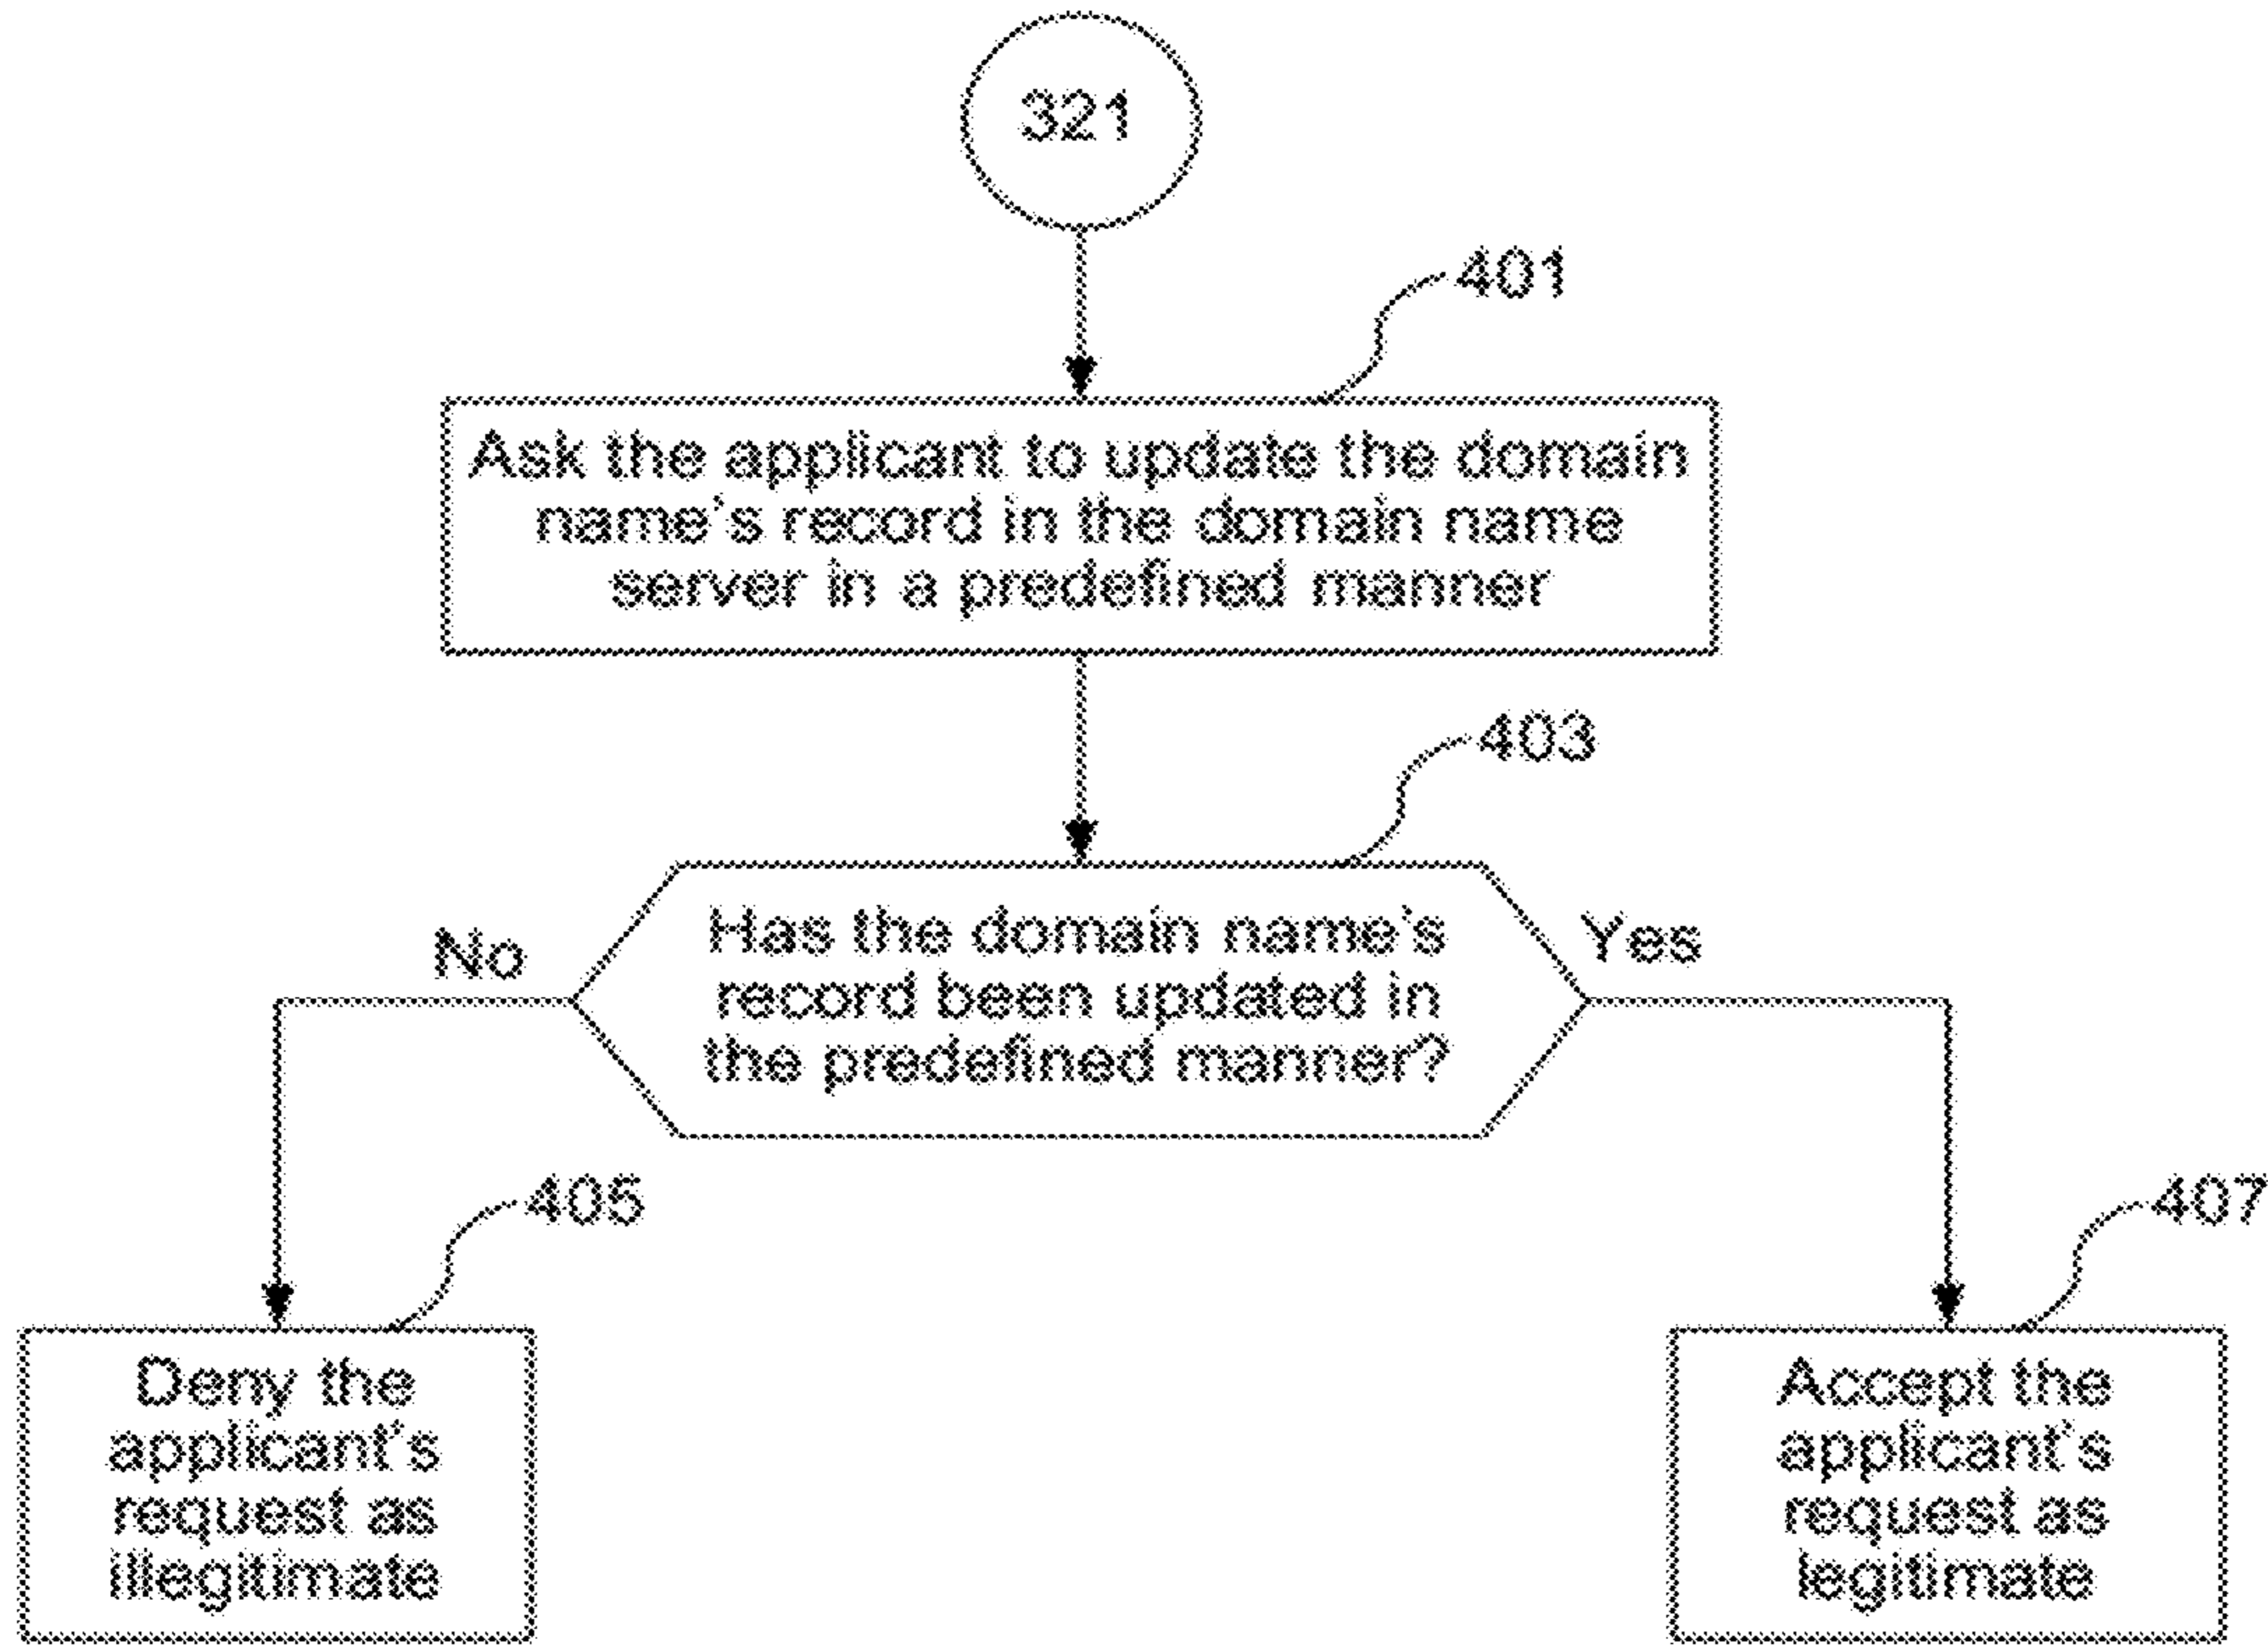 321
401
Ask the applicant to update the domain
name's record in the domain name
server in a predefined manner
403
Has the domain name's
record been updated in
the predefined manner?
No
Yes
405
407
Deny the
applicant's
request as
illegitimate
Accept the
applicant's
request as
legitimate